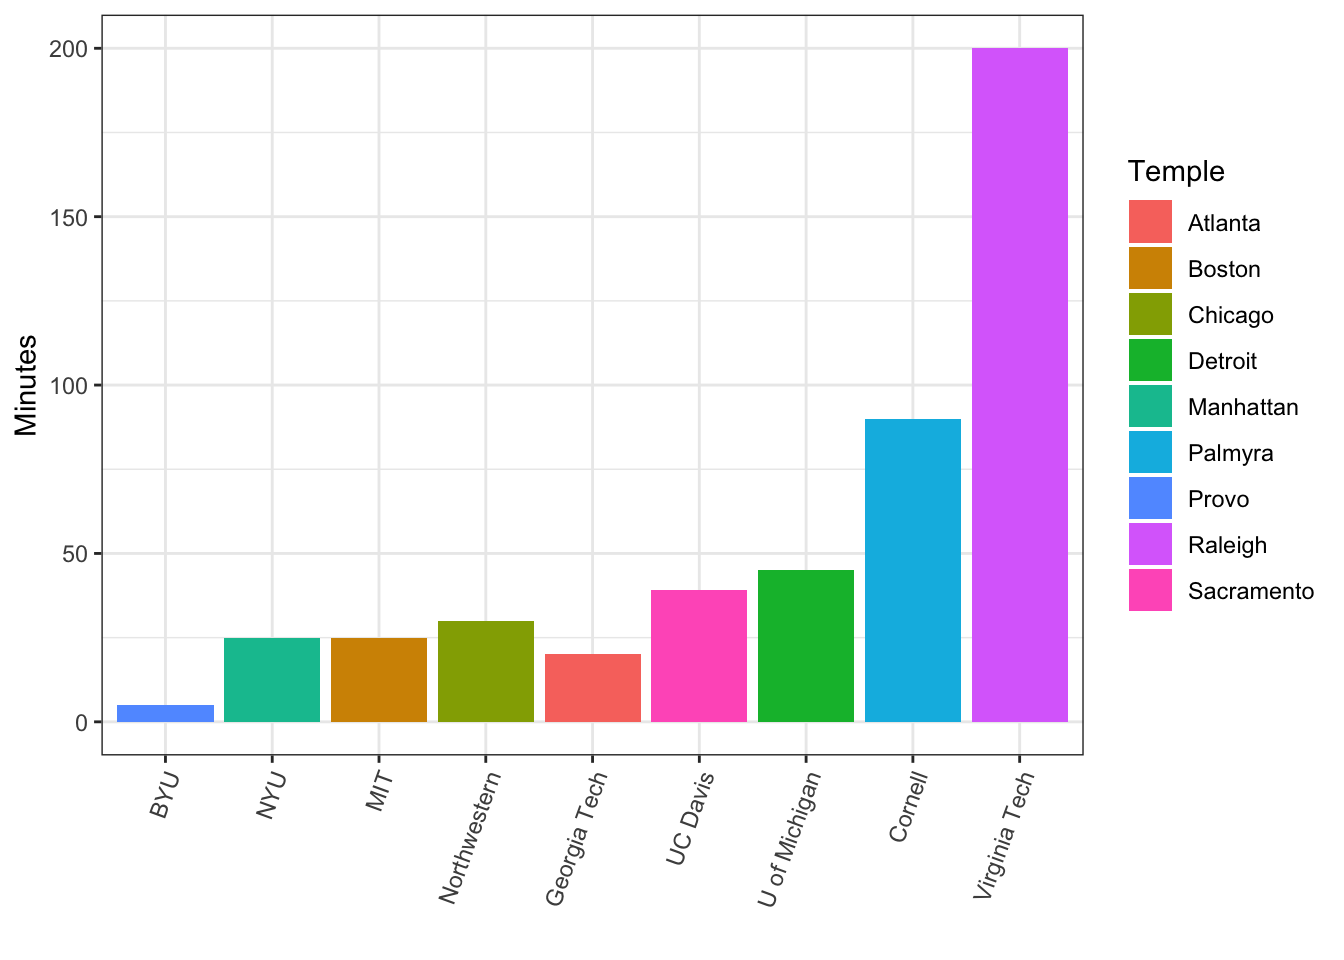 200
150
100
50
0
Minutes
BYU
NYU
MIT
Northwestern
Georgia Tech
UC Davis
U of Michigan
Cornell
Virginia Tech
Temple
Atlanta
Boston
Chicago
Detroit
Manhattan
Palmyra
Provo
Raleigh
Sacramento